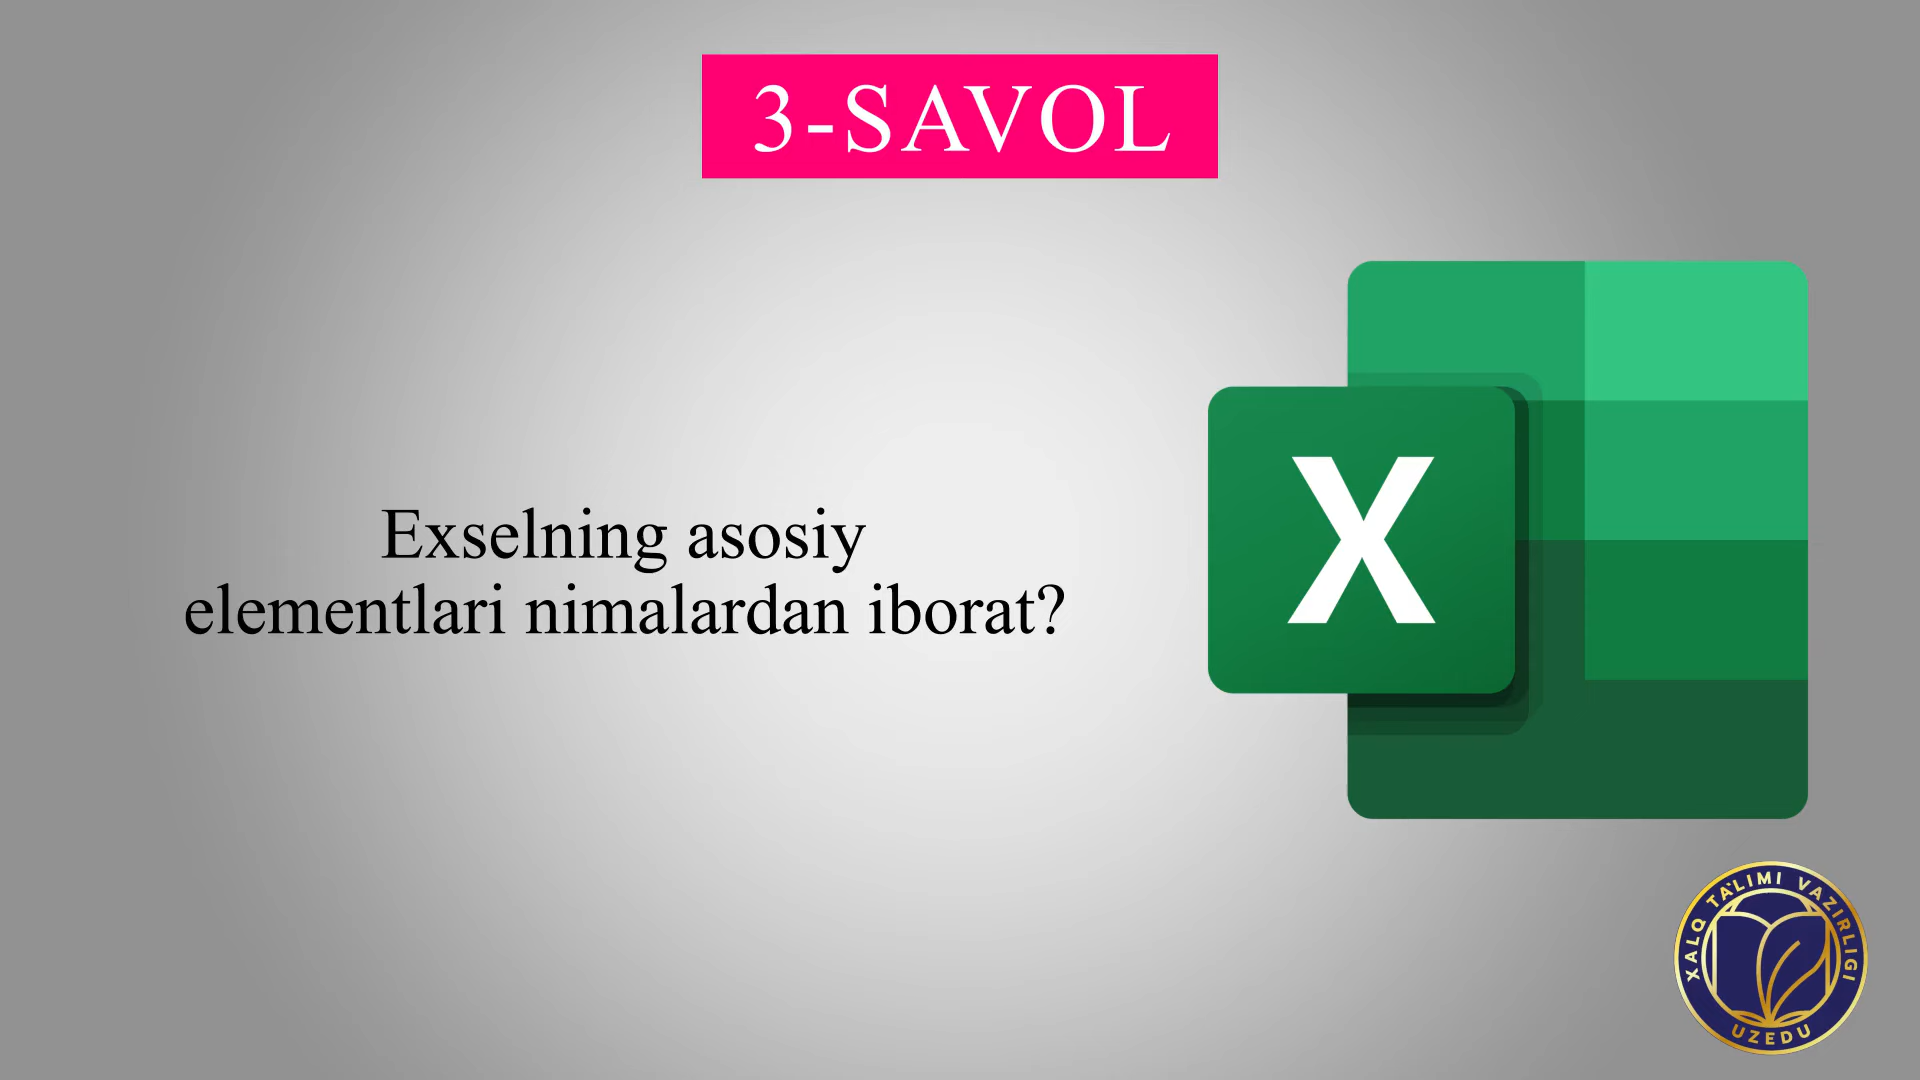 3-SAVOL
Exselning asosiy
elementlari nimalardan iborat?
X
XALQ TA'LIMI VAZIRLIGI
UZEDU